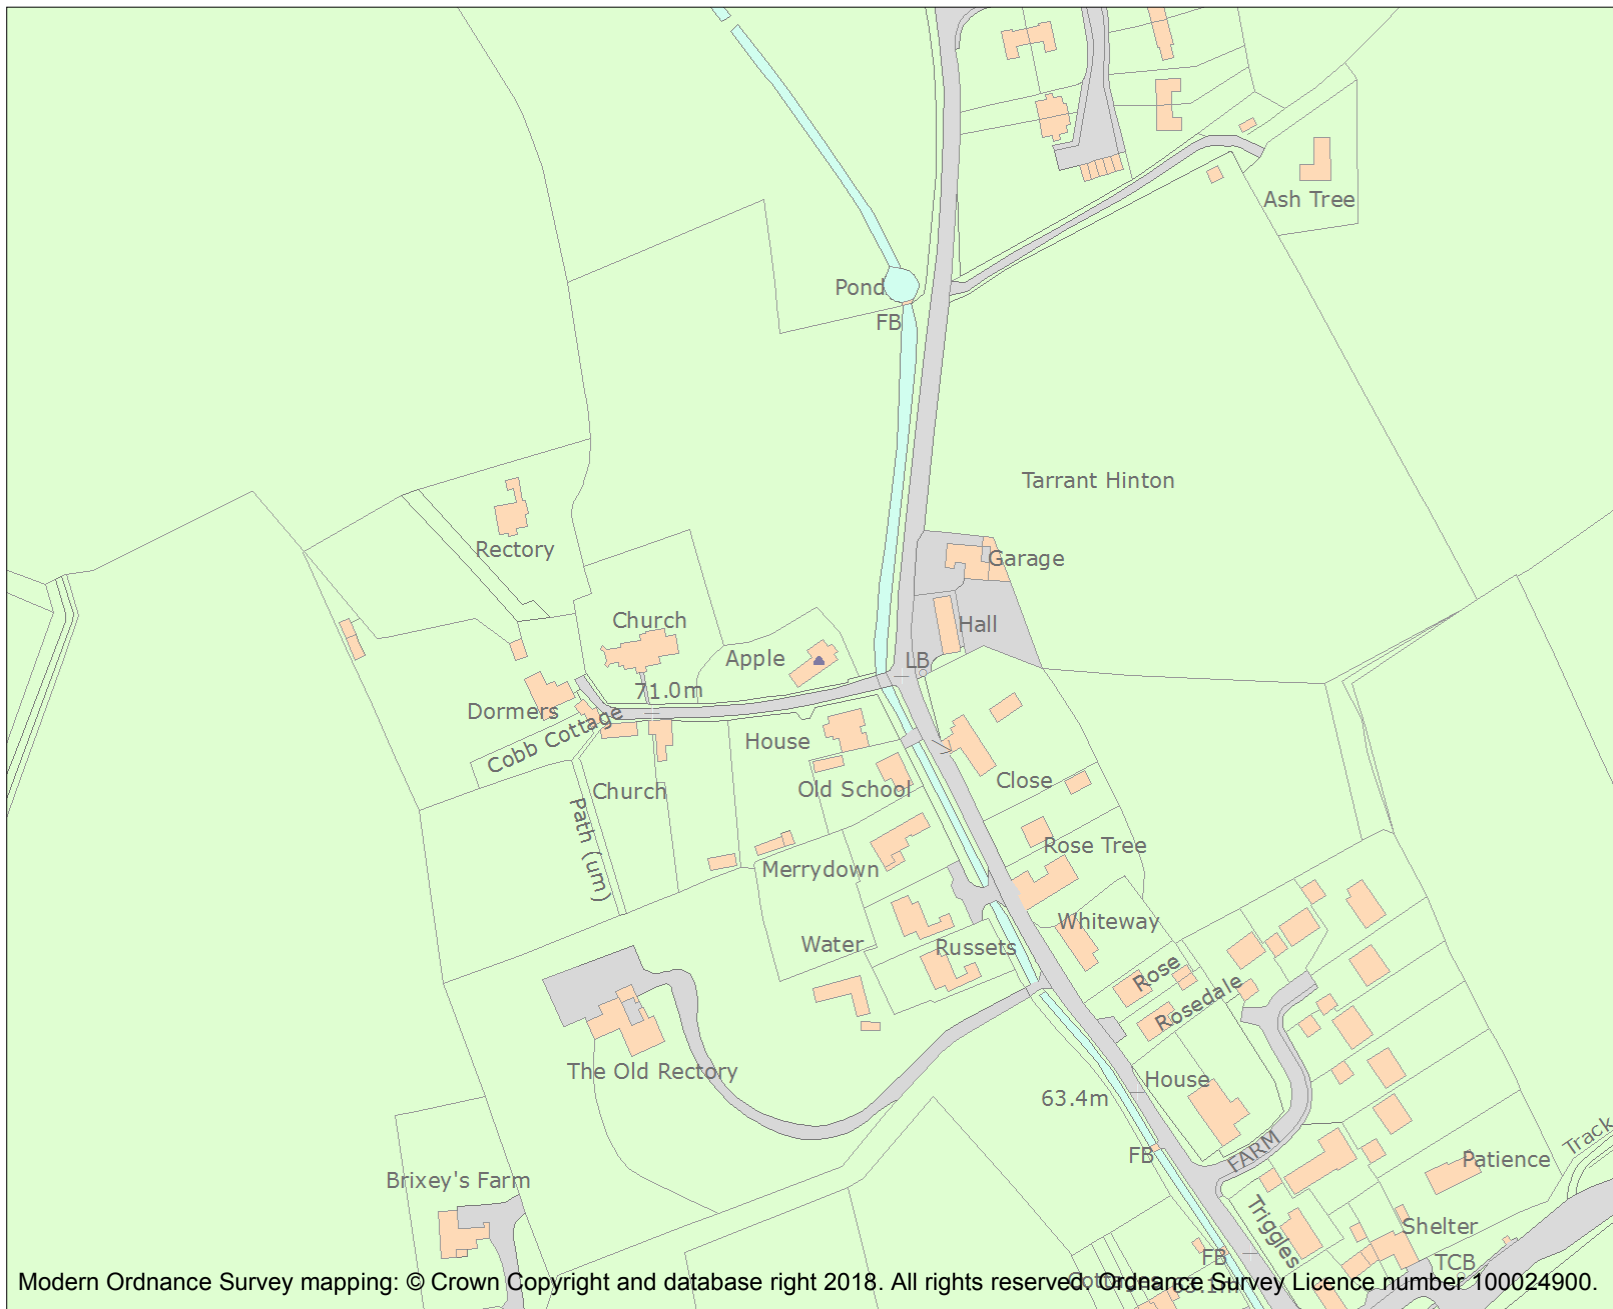 Ash Tree
Pond
FB
Tarrant Hinton
Rectory
Garage
Church
Hall
Apple
LB
71.0m
Dormers
Cobb Cottage
House
Close
Church
Old School
Path (um)
Rose Tree
Merrydown
Whiteway
Water
Russets
Rose
Rosedale
The Old Rectory
House
63.4m
FARM
FB
Patience
Track
Brixey's Farm
Triggles
Shelter
FB
TCB
Modern Ordnance Survey mapping: © Crown Copyright and database right 2018. All rights reserved. Ordnance Survey Licence number 100024900.